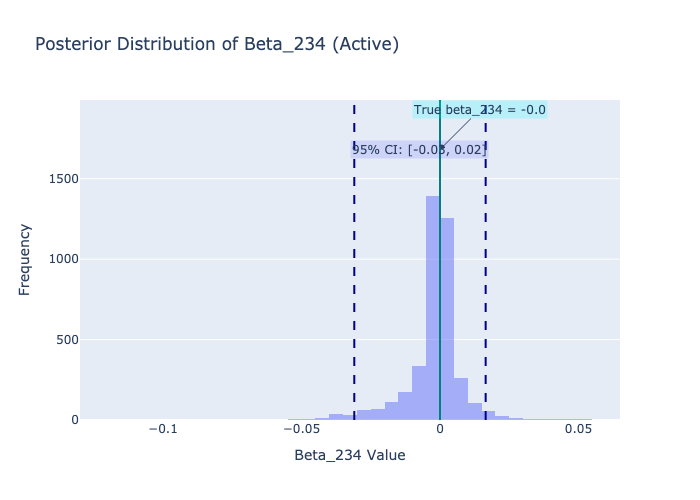 Posterior Distribution of Beta_234 (Active)
True beta_234 = -0.0
95% CI: [-0.03, 0.02]
1500
1000
500
0
Frequency
−0.1
−0.05
0
0.05
Beta_234 Value